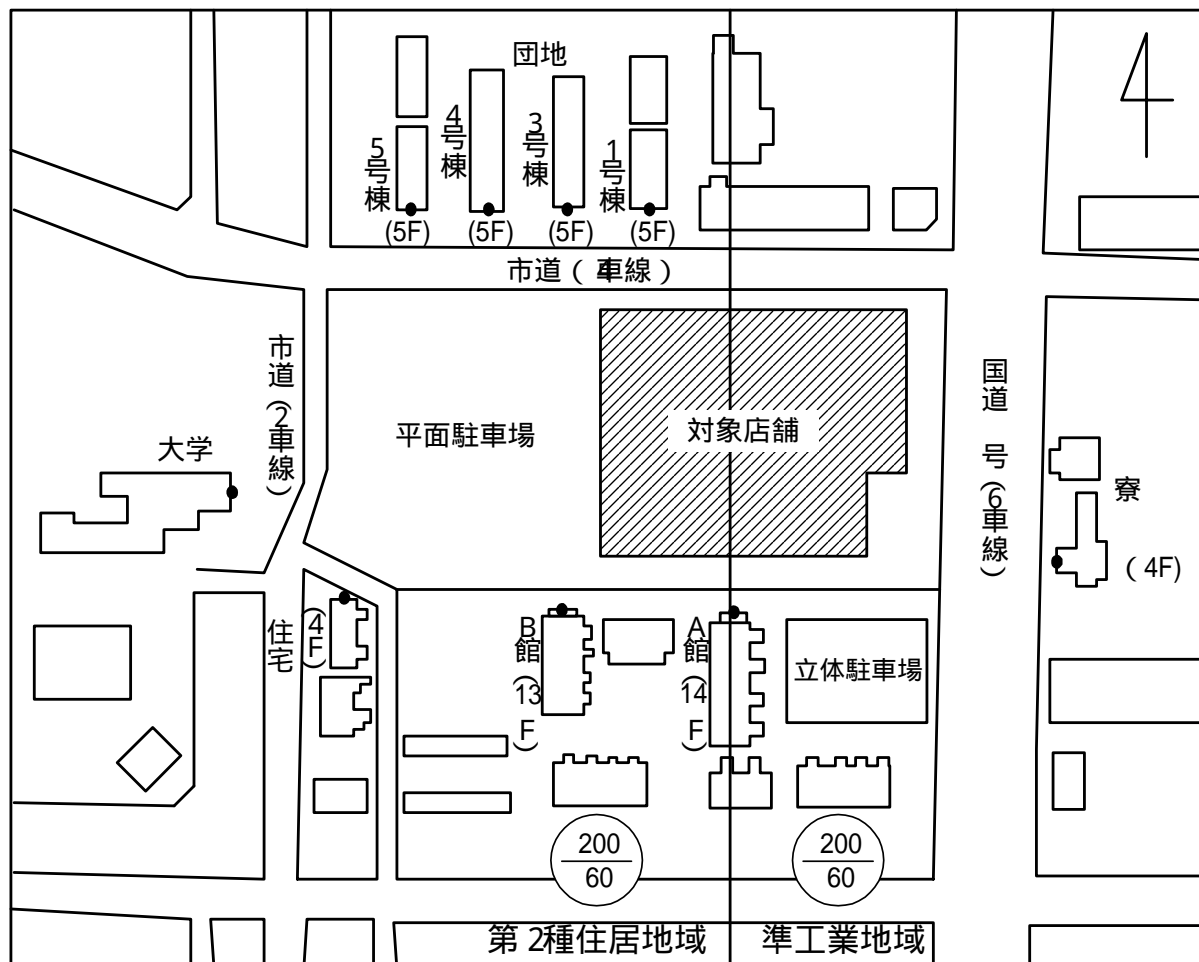 団地
5号棟
4号棟
3号棟
1号棟
(5F)
(5F)
(5F)
(5F)
市道（　車線）
市道(2車線)
大学
平面駐車場
対象店舗
国道　号(6車線)
寮
（4F)
住宅
(4F)
B館(13F)
A館(14F)
立体駐車場
200
60
200
60
第2種住居地域
準工業地域